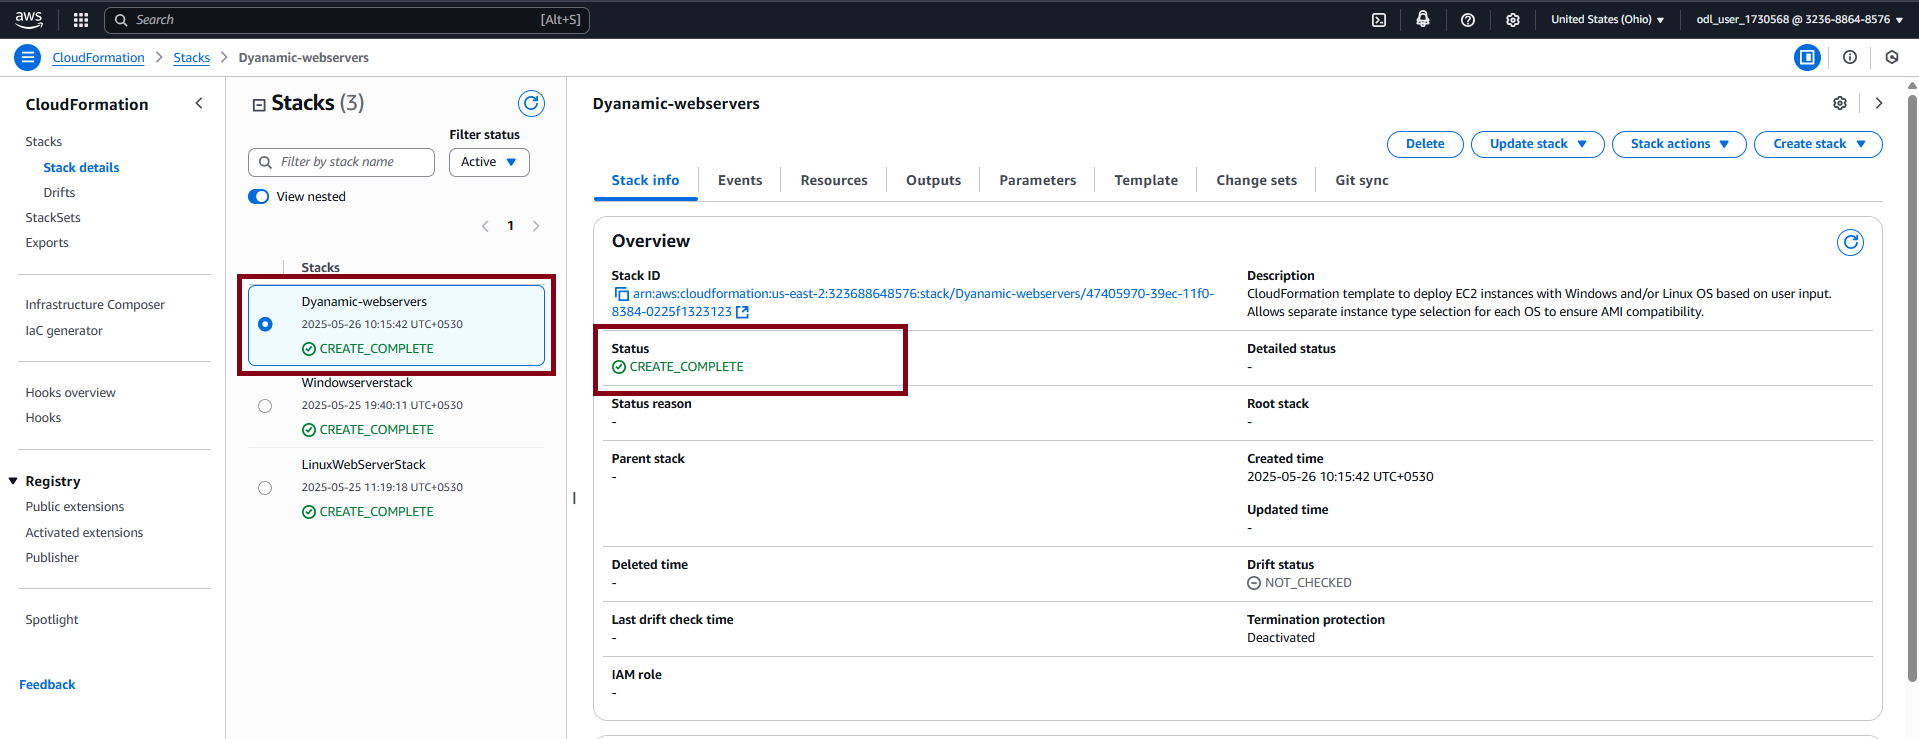 aws
Search [Alt+S]
United States (Ohio)
odl_user_1730568 @ 3236-8864-8576
CloudFormation
Stacks
Dyanamic-webservers
CloudFormation
Stacks
Stack details
Drifts
StackSets
Exports
Infrastructure Composer
IaC generator
Hooks overview
Hooks
Registry
Public extensions
Activated extensions
Publisher
Spotlight
Feedback
Stacks (3)
Filter status
Filter by stack name
Active
View nested
1
Stacks
Dyanamic-webservers
2025-05-26 10:15:42 UTC+0530
CREATE_COMPLETE
Windowserverstack
2025-05-25 19:40:11 UTC+0530
CREATE_COMPLETE
LinuxWebServerStack
2025-05-25 11:19:18 UTC+0530
CREATE_COMPLETE
Dyanamic-webservers
Delete
Update stack
Stack actions
Create stack
Stack info
Events
Resources
Outputs
Parameters
Template
Change sets
Git sync
Overview
Stack ID
arn:aws:cloudformation:us-east-2:323688648576:stack/Dyanamic-webservers/47405970-39ec-11f0-
8384-0225f1323123
Description
CloudFormation template to deploy EC2 instances with Windows and/or Linux OS based on user input.
Allows separate instance type selection for each OS to ensure AMI compatibility.
Status
CREATE_COMPLETE
Detailed status
-
Status reason
-
Root stack
-
Parent stack
-
Created time
2025-05-26 10:15:42 UTC+0530
Updated time
-
Deleted time
-
Drift status
NOT_CHECKED
Last drift check time
-
Termination protection
Deactivated
IAM role
-